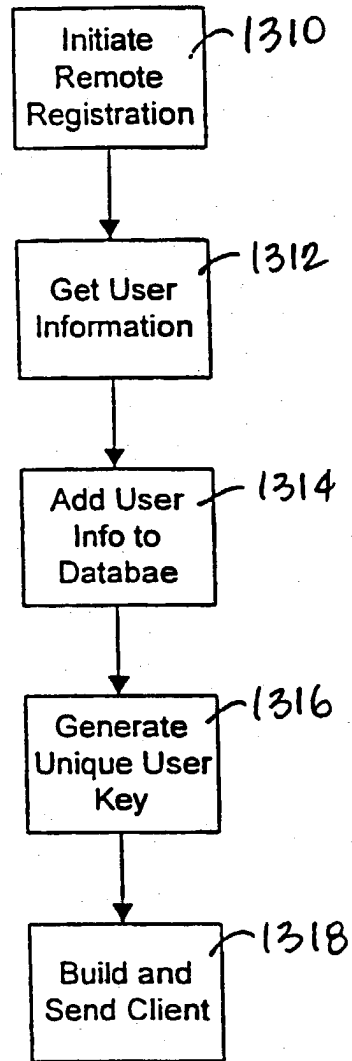 Initiate
Remote
Registration
1310
Get User
Information
1312
Add User
Info to
Databae
1314
Generate
Unique User
Key
1316
Build and
Send Client
1318